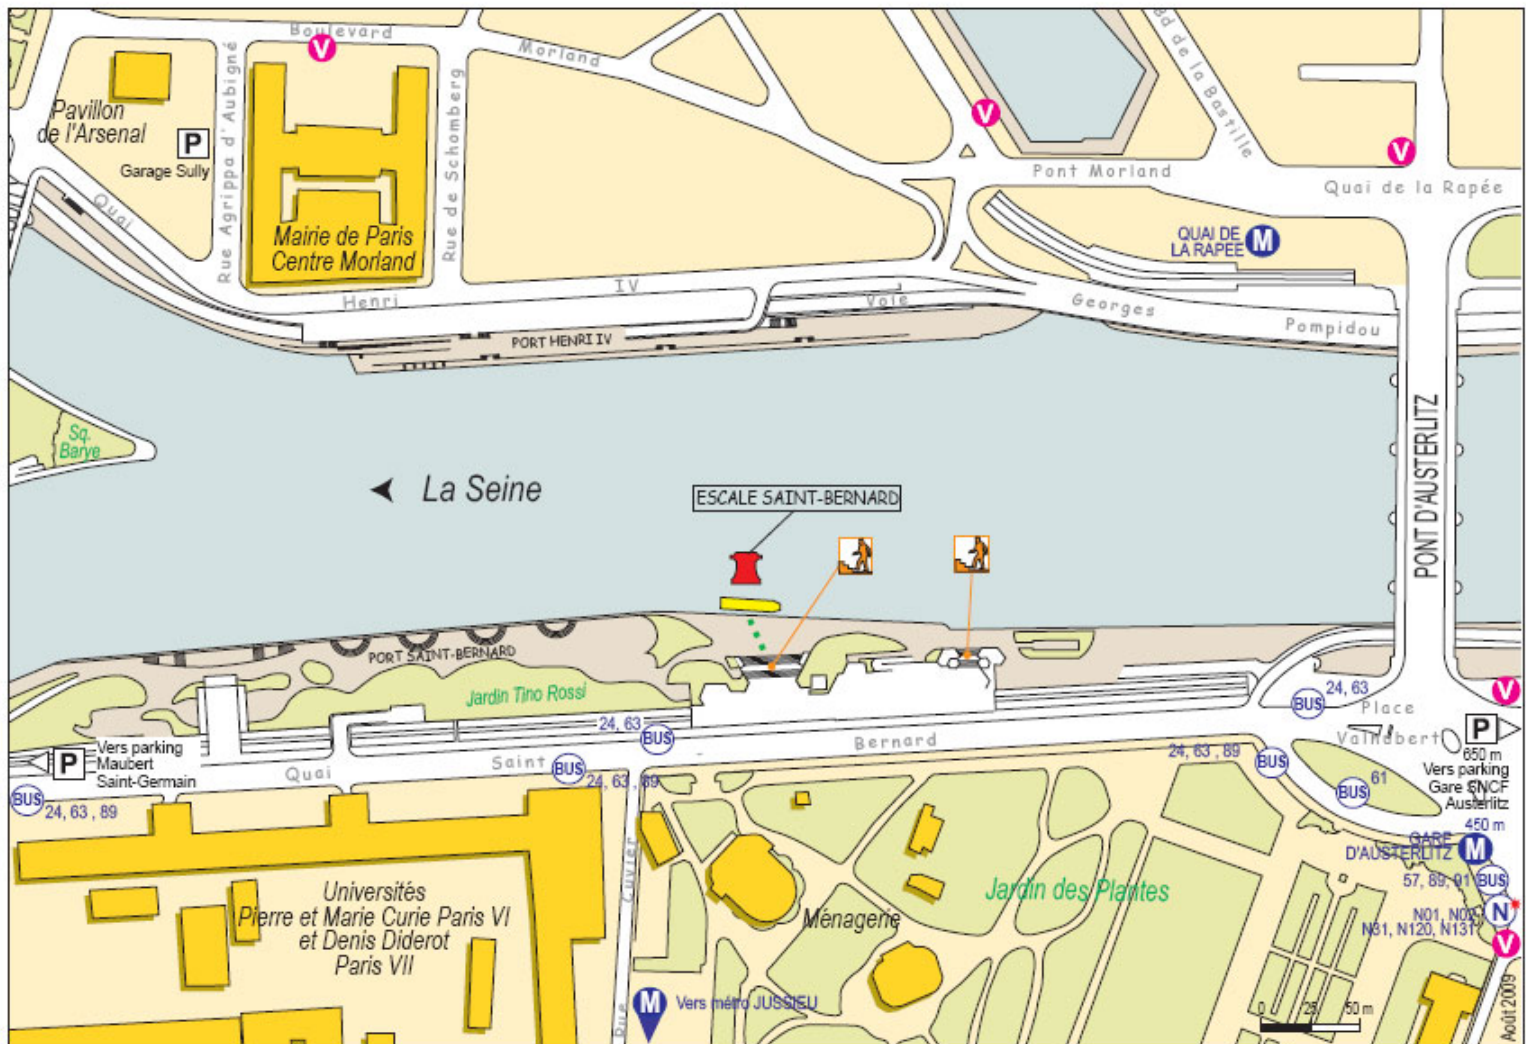 Boulevard
V
Morland
Bd de la Bastille
Pavillon
de l'Arsenal
P
Garage Sully
Rue Agrippa d'Aubigné
Rue de Schomberg
V
V
Pont Morland
Quai de la Rapée
Quai
Mairie de Paris
Centre Morland
QUAI DE
LA RAPEE
M
Henri
IV
Voie
Georges
Pompidou
PORT HENRI IV
Sq.
Barye
La Seine
ESCALE SAINT-BERNARD
PONT D'AUSTERLITZ
PORT SAINT-BERNARD
Jardin Tino Rossi
24, 63
BUS
24, 63
BUS
Place
Valhubert
V
P
650 m
Vers parking
Gare SNCF
Austerlitz
P
Vers parking
Maubert
Saint-Germain
Quai
Saint
Bernard
BUS
24, 63, 89
24, 63, 89
BUS
BUS
24, 63 , 89
61
BUS
450 m
GARE
D'AUSTERLITZ
M
57, 89, 91
BUS
N01, N02
N31, N120, N131
N
V
Universités
Pierre et Marie Curie Paris VI
et Denis Diderot
Paris VII
Rue
Cuvier
Ménagerie
Jardin des Plantes
M
Vers métro JUSSIEU
0 25 50 m
Août 2009